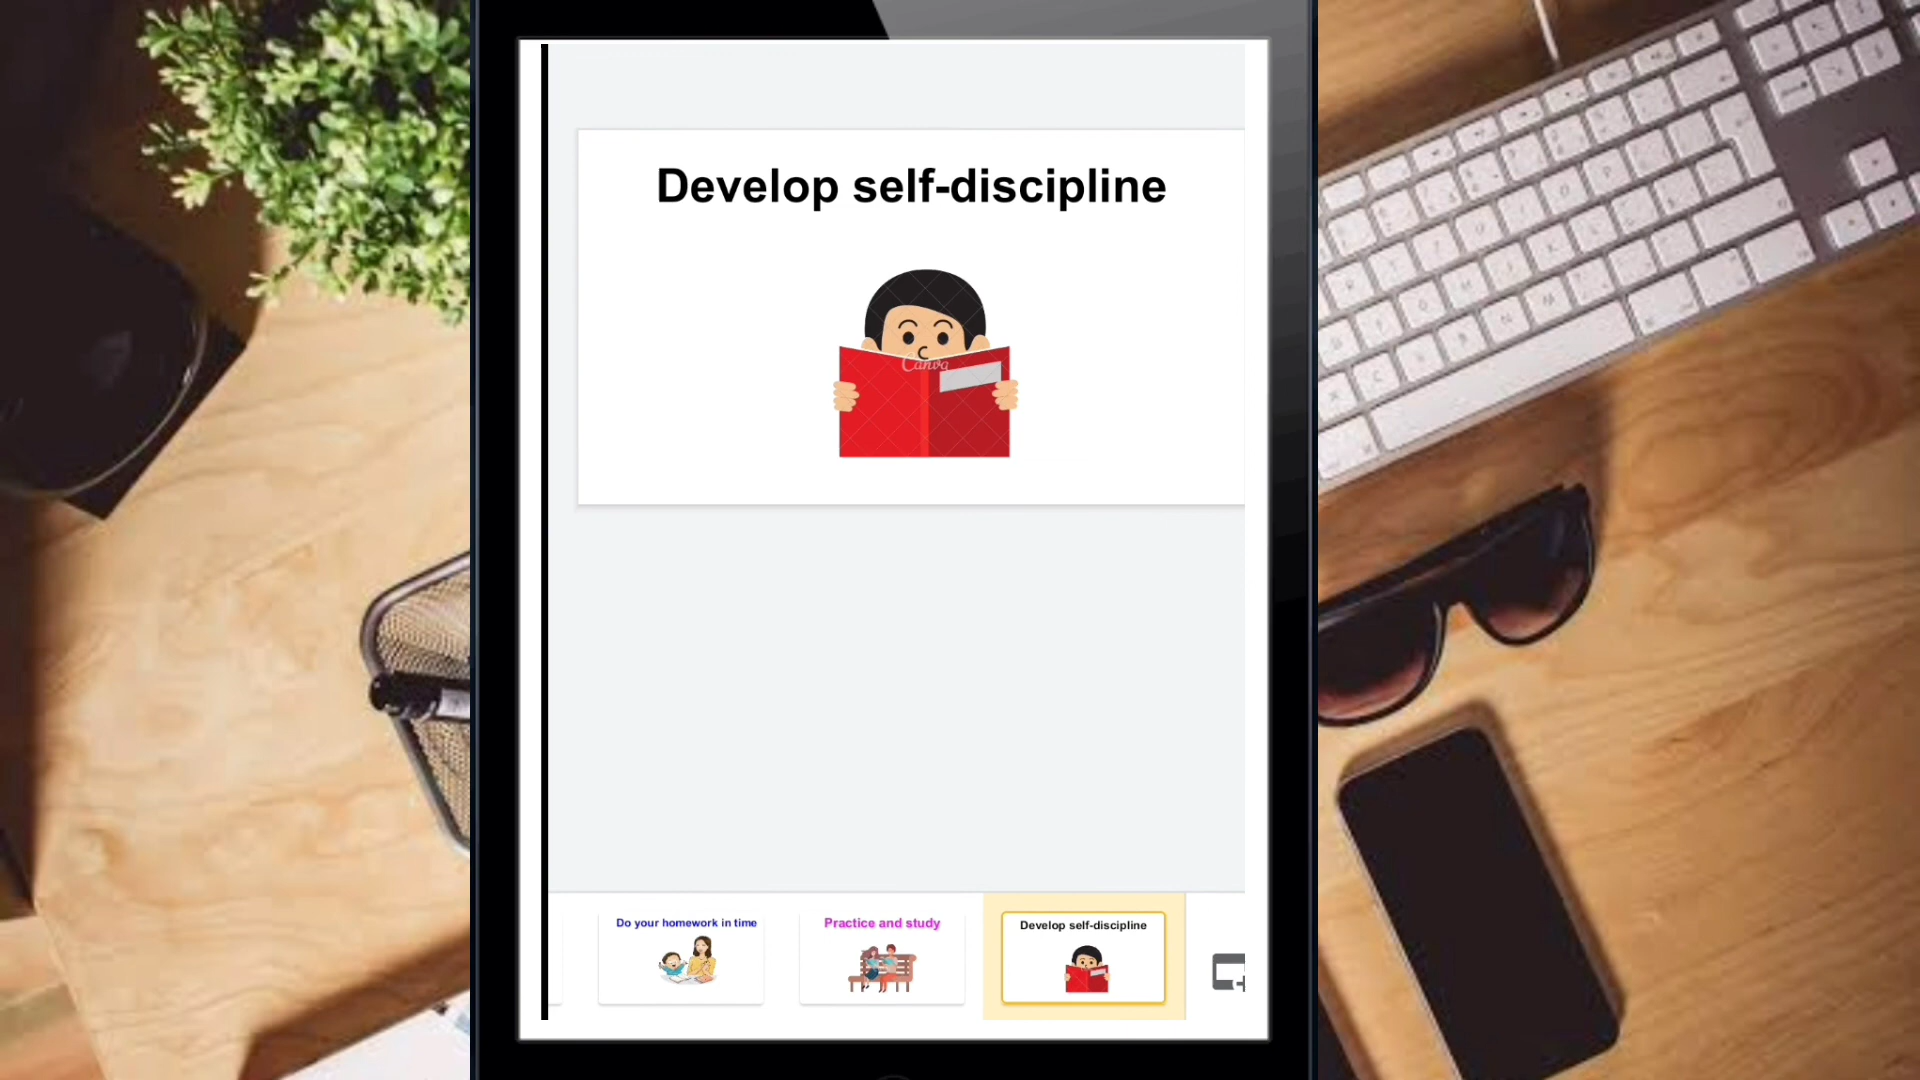 Develop self-discipline
Canva
Do your homework in time
Practice and study
Develop self-discipline